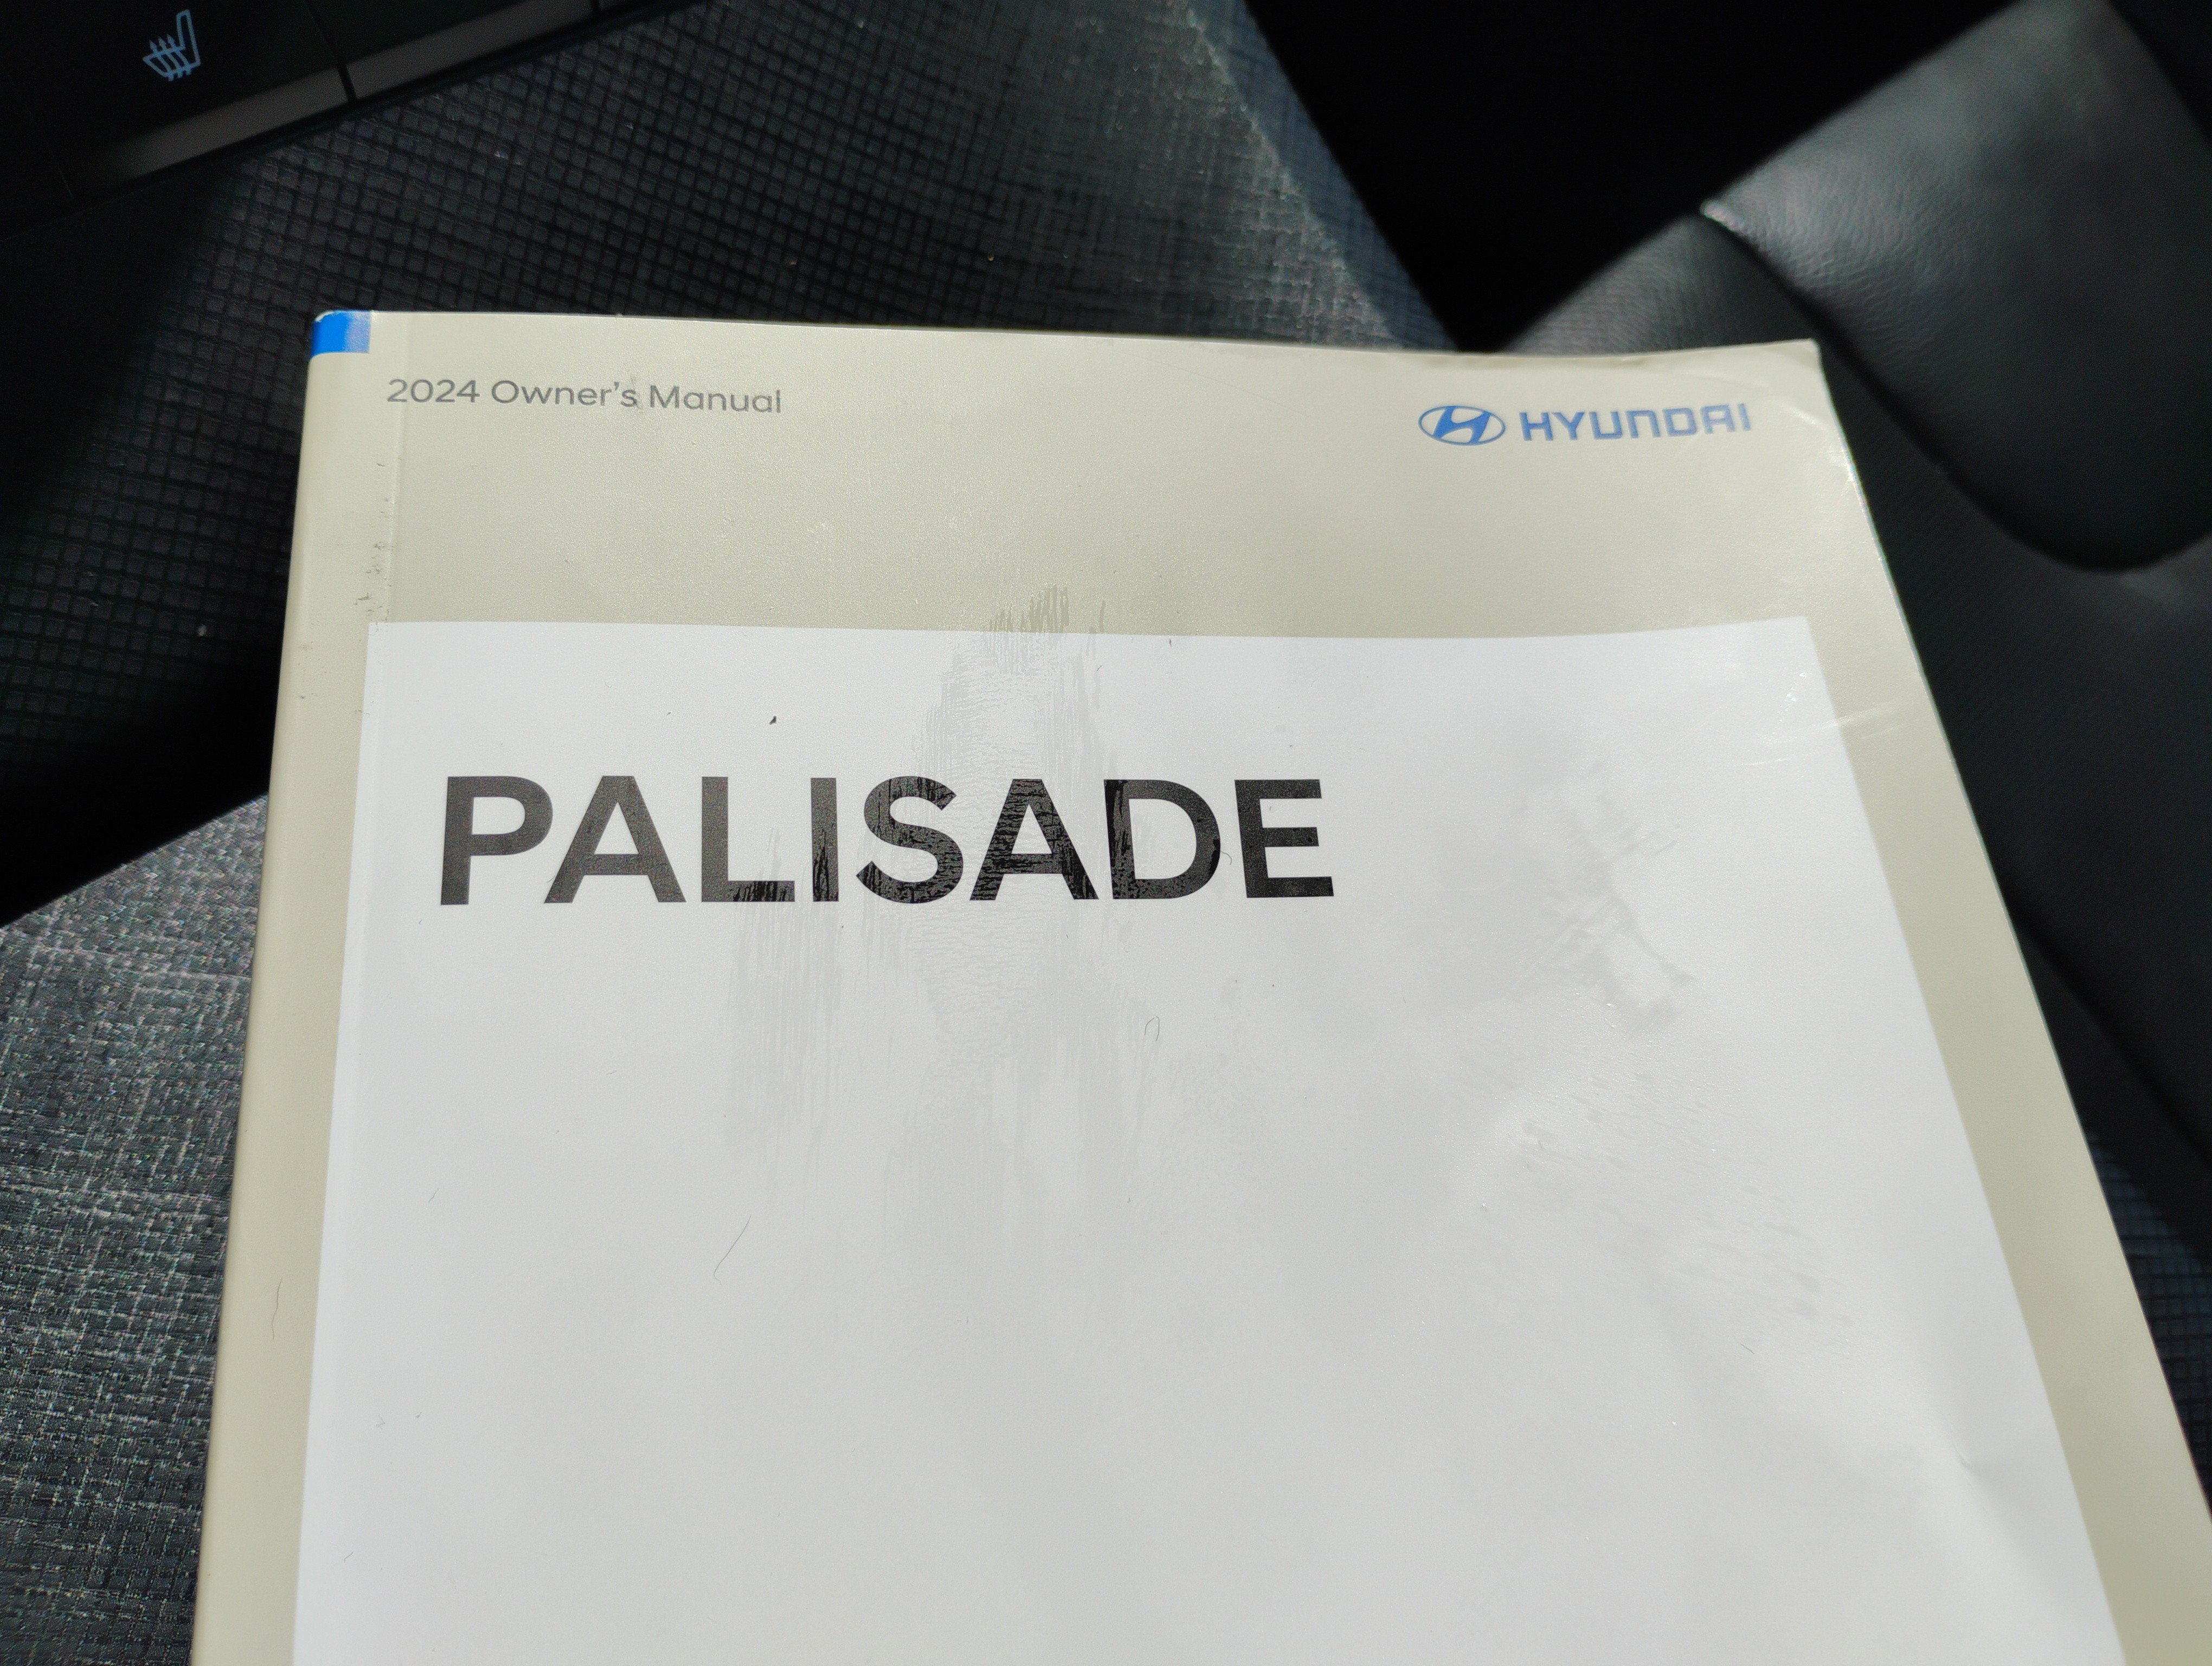 2024 Owner's Manual
HYUNDAI
PALISADE